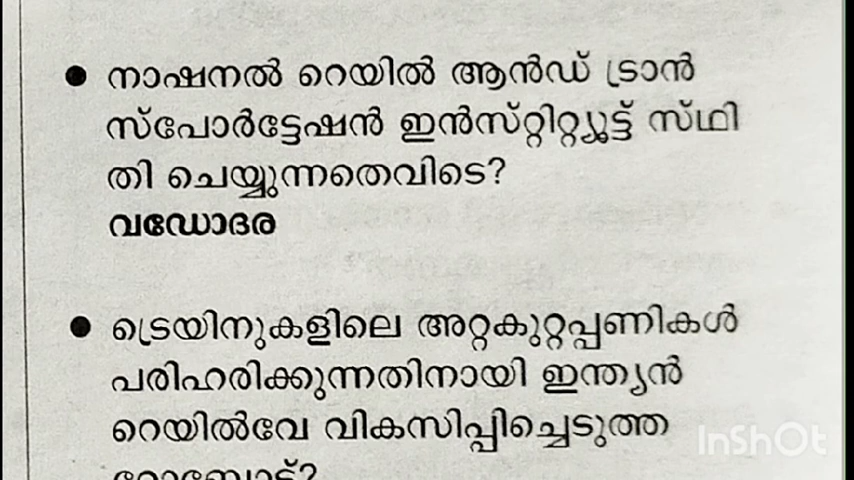 ● നാഷനൽ റെയിൽ ആൻഡ് ട്രാൻ
സ്പോർട്ടേഷൻ ഇൻസ്റ്റിറ്റ്യൂട്ട് സ്ഥി
തി ചെയ്യുന്നതെവിടെ?
വഡോദര
● ട്രെയിനുകളിലെ അറ്റകുറ്റപ്പണികൾ
പരിഹരിക്കുന്നതിനായി ഇന്ത്യൻ
റെയിൽവേ വികസിപ്പിച്ചെടുത്ത
റോബോട്?
InShOt